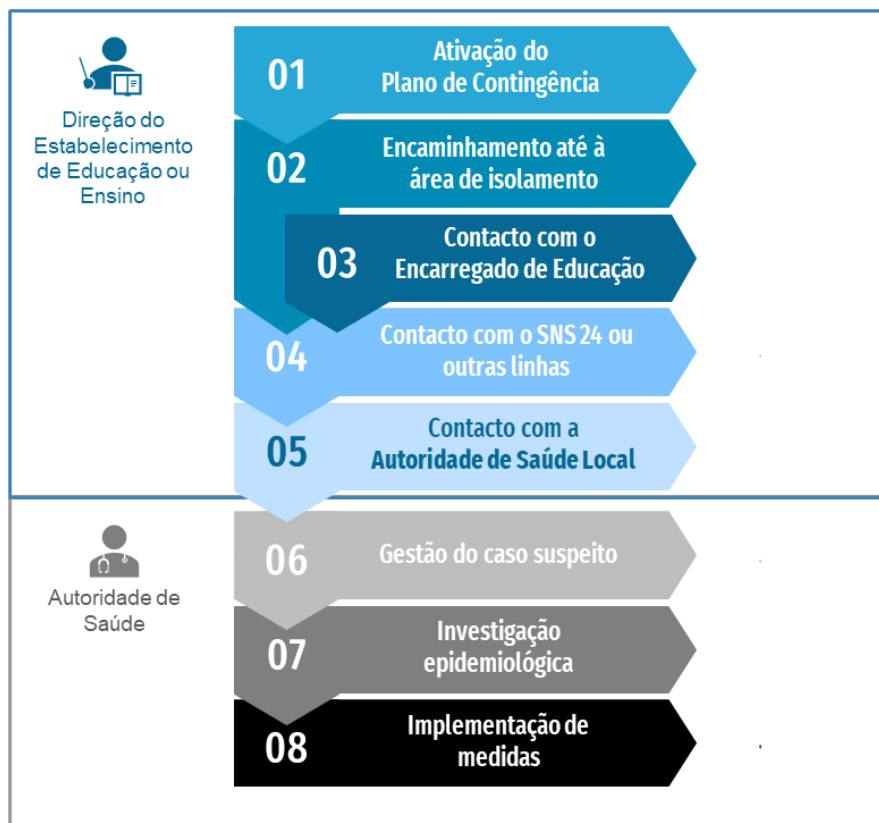 Direção do
Estabelecimento
de Educação ou
Ensino
01
Ativação do
Plano de Contingência
02
Encaminhamento até à
área de isolamento
03
Contacto com o
Encarregado de Educação
04
Contacto com o SNS 24 ou
outras linhas
05
Contacto com a
Autoridade de Saúde Local
Autoridade de
Saúde
06
Gestão do caso suspeito
07
Investigação
epidemiológica
08
Implementação de
medidas